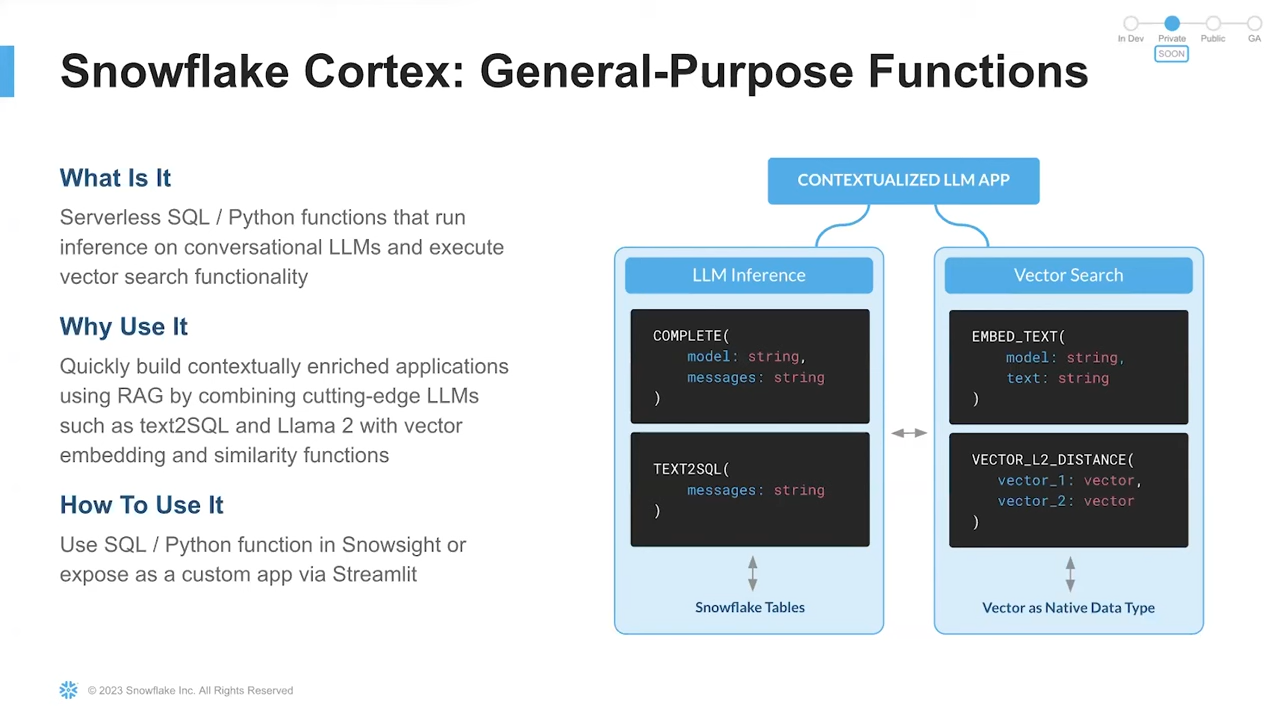 In Dev Private Public GA
SOON
Snowflake Cortex: General-Purpose Functions
What Is It
Serverless SQL / Python functions that run
inference on conversational LLMs and execute
vector search functionality
Why Use It
Quickly build contextually enriched applications
using RAG by combining cutting-edge LLMs
such as text2SQL and Llama 2 with vector
embedding and similarity functions
How To Use It
Use SQL / Python function in Snowsight or
expose as a custom app via Streamlit
CONTEXTUALIZED LLM APP
LLM Inference
COMPLETE(
model: string,
messages: string
)
TEXT2SQL(
messages: string
)
Snowflake Tables
Vector Search
EMBED_TEXT(
model: string,
text: string
)
VECTOR_L2_DISTANCE(
vector_1: vector,
vector_2: vector
)
Vector as Native Data Type
© 2023 Snowflake Inc. All Rights Reserved